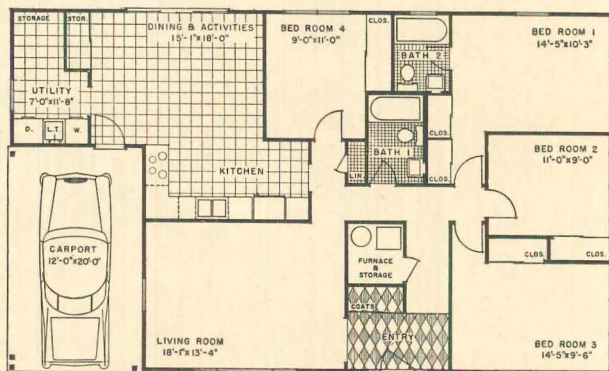 STORAGE
STOR.
DINING & ACTIVITIES
15'-1"X18'-0"
BED ROOM 4
9'-0"X11'-0"
CLOS.
BATH 2
BED ROOM 1
14'-5"X10'-3"
UTILITY
7'-0"X11'-8"
D.
L.T.
W.
KITCHEN
LIN.
BATH 1
CLOS.
CLOS.
BED ROOM 2
11'-0"X9'-0"
CARPORT
12'-0"X20'-0"
FURNACE
&
STORAGE
COATS
ENTRY
CLOS.
CLOS.
LIVING ROOM
18'-1"X13'-4"
BED ROOM 3
14'-5"X9'-6"